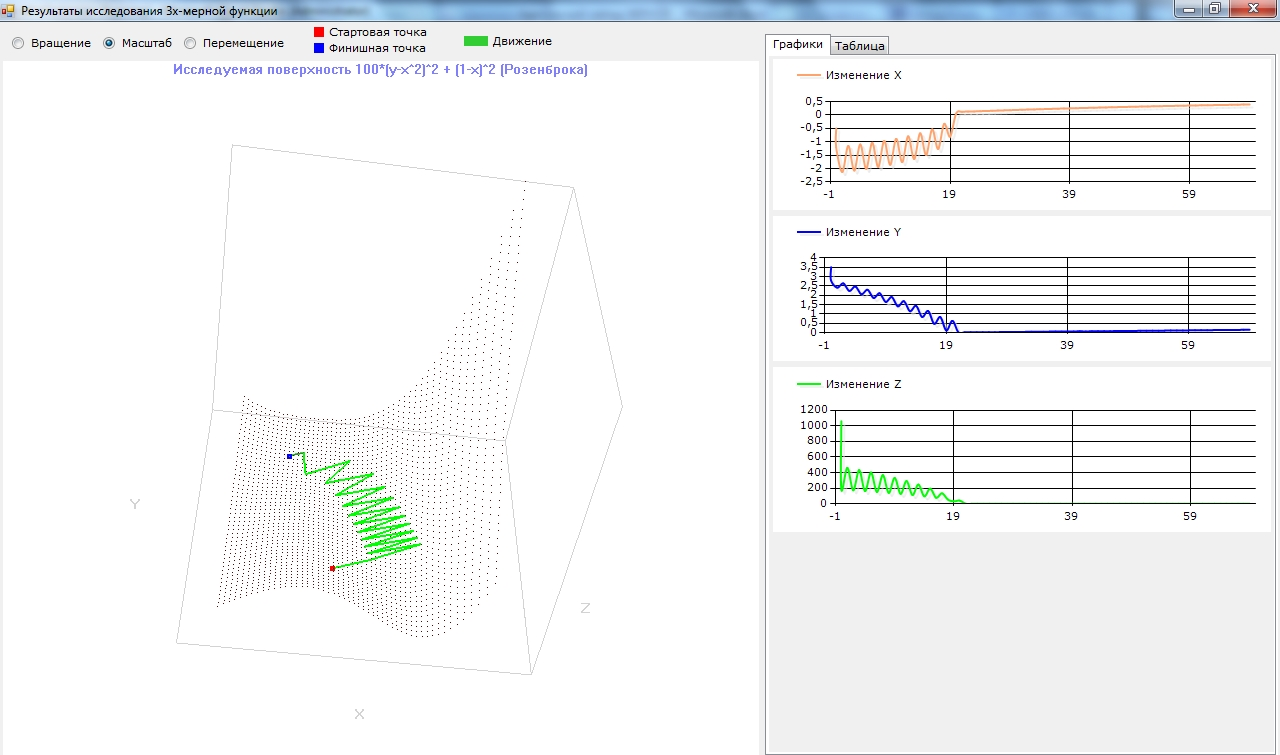 Результаты исследования 3х-мерной функции
Вращение
Масштаб
Перемещение
Стартовая точка
Финишная точка
Движение
Исследуемая поверхность 100*(y-x^2)^2 + (1-x)^2 (Розенброка)
Y
Z
X
Графики
Таблица
Изменение X
0,5
0
-0,5
-1
-1,5
-2
-2,5
-1 19 39 59
Изменение Y
4
3,5
3
2,5
2
1,5
1
0,5
0
-1 19 39 59
Изменение Z
1200
1000
800
600
400
200
0
-1 19 39 59